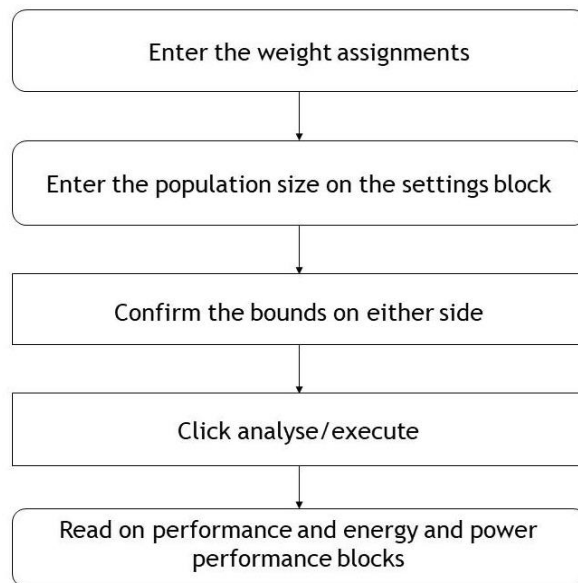 Enter the weight assignments
Enter the population size on the settings block
Confirm the bounds on either side
Click analyse/execute
Read on performance and energy and power
performance blocks